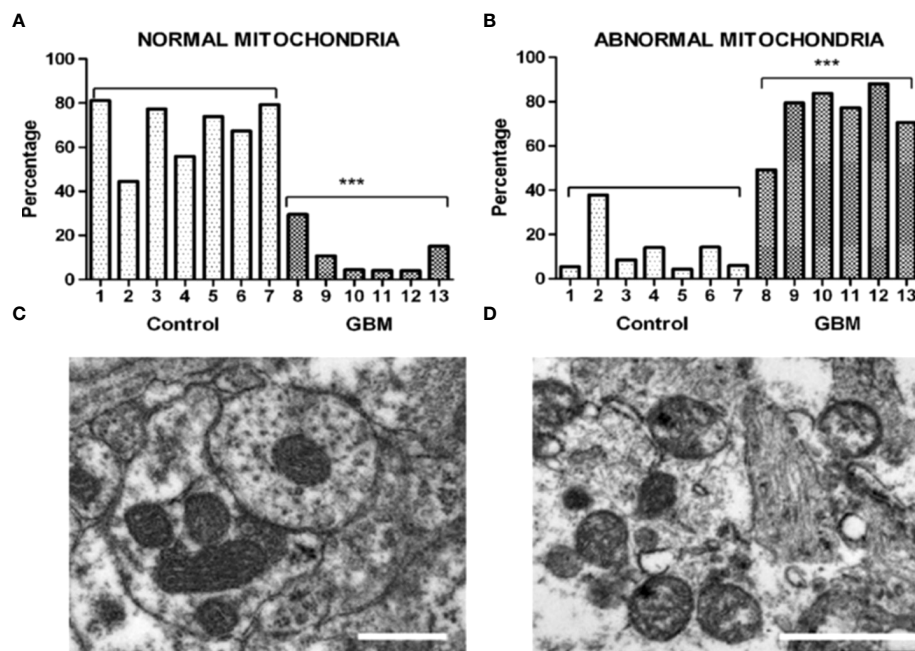 A
NORMAL MITOCHONDRIA
100
80
60
40
20
0
Percentage
***
1 2 3 4 5 6 7 8 9 10 11 12 13
Control GBM
B
ABNORMAL MITOCHONDRIA
100
80
60
40
20
0
Percentage
***
1 2 3 4 5 6 7 8 9 10 11 12 13
Control GBM
C
D